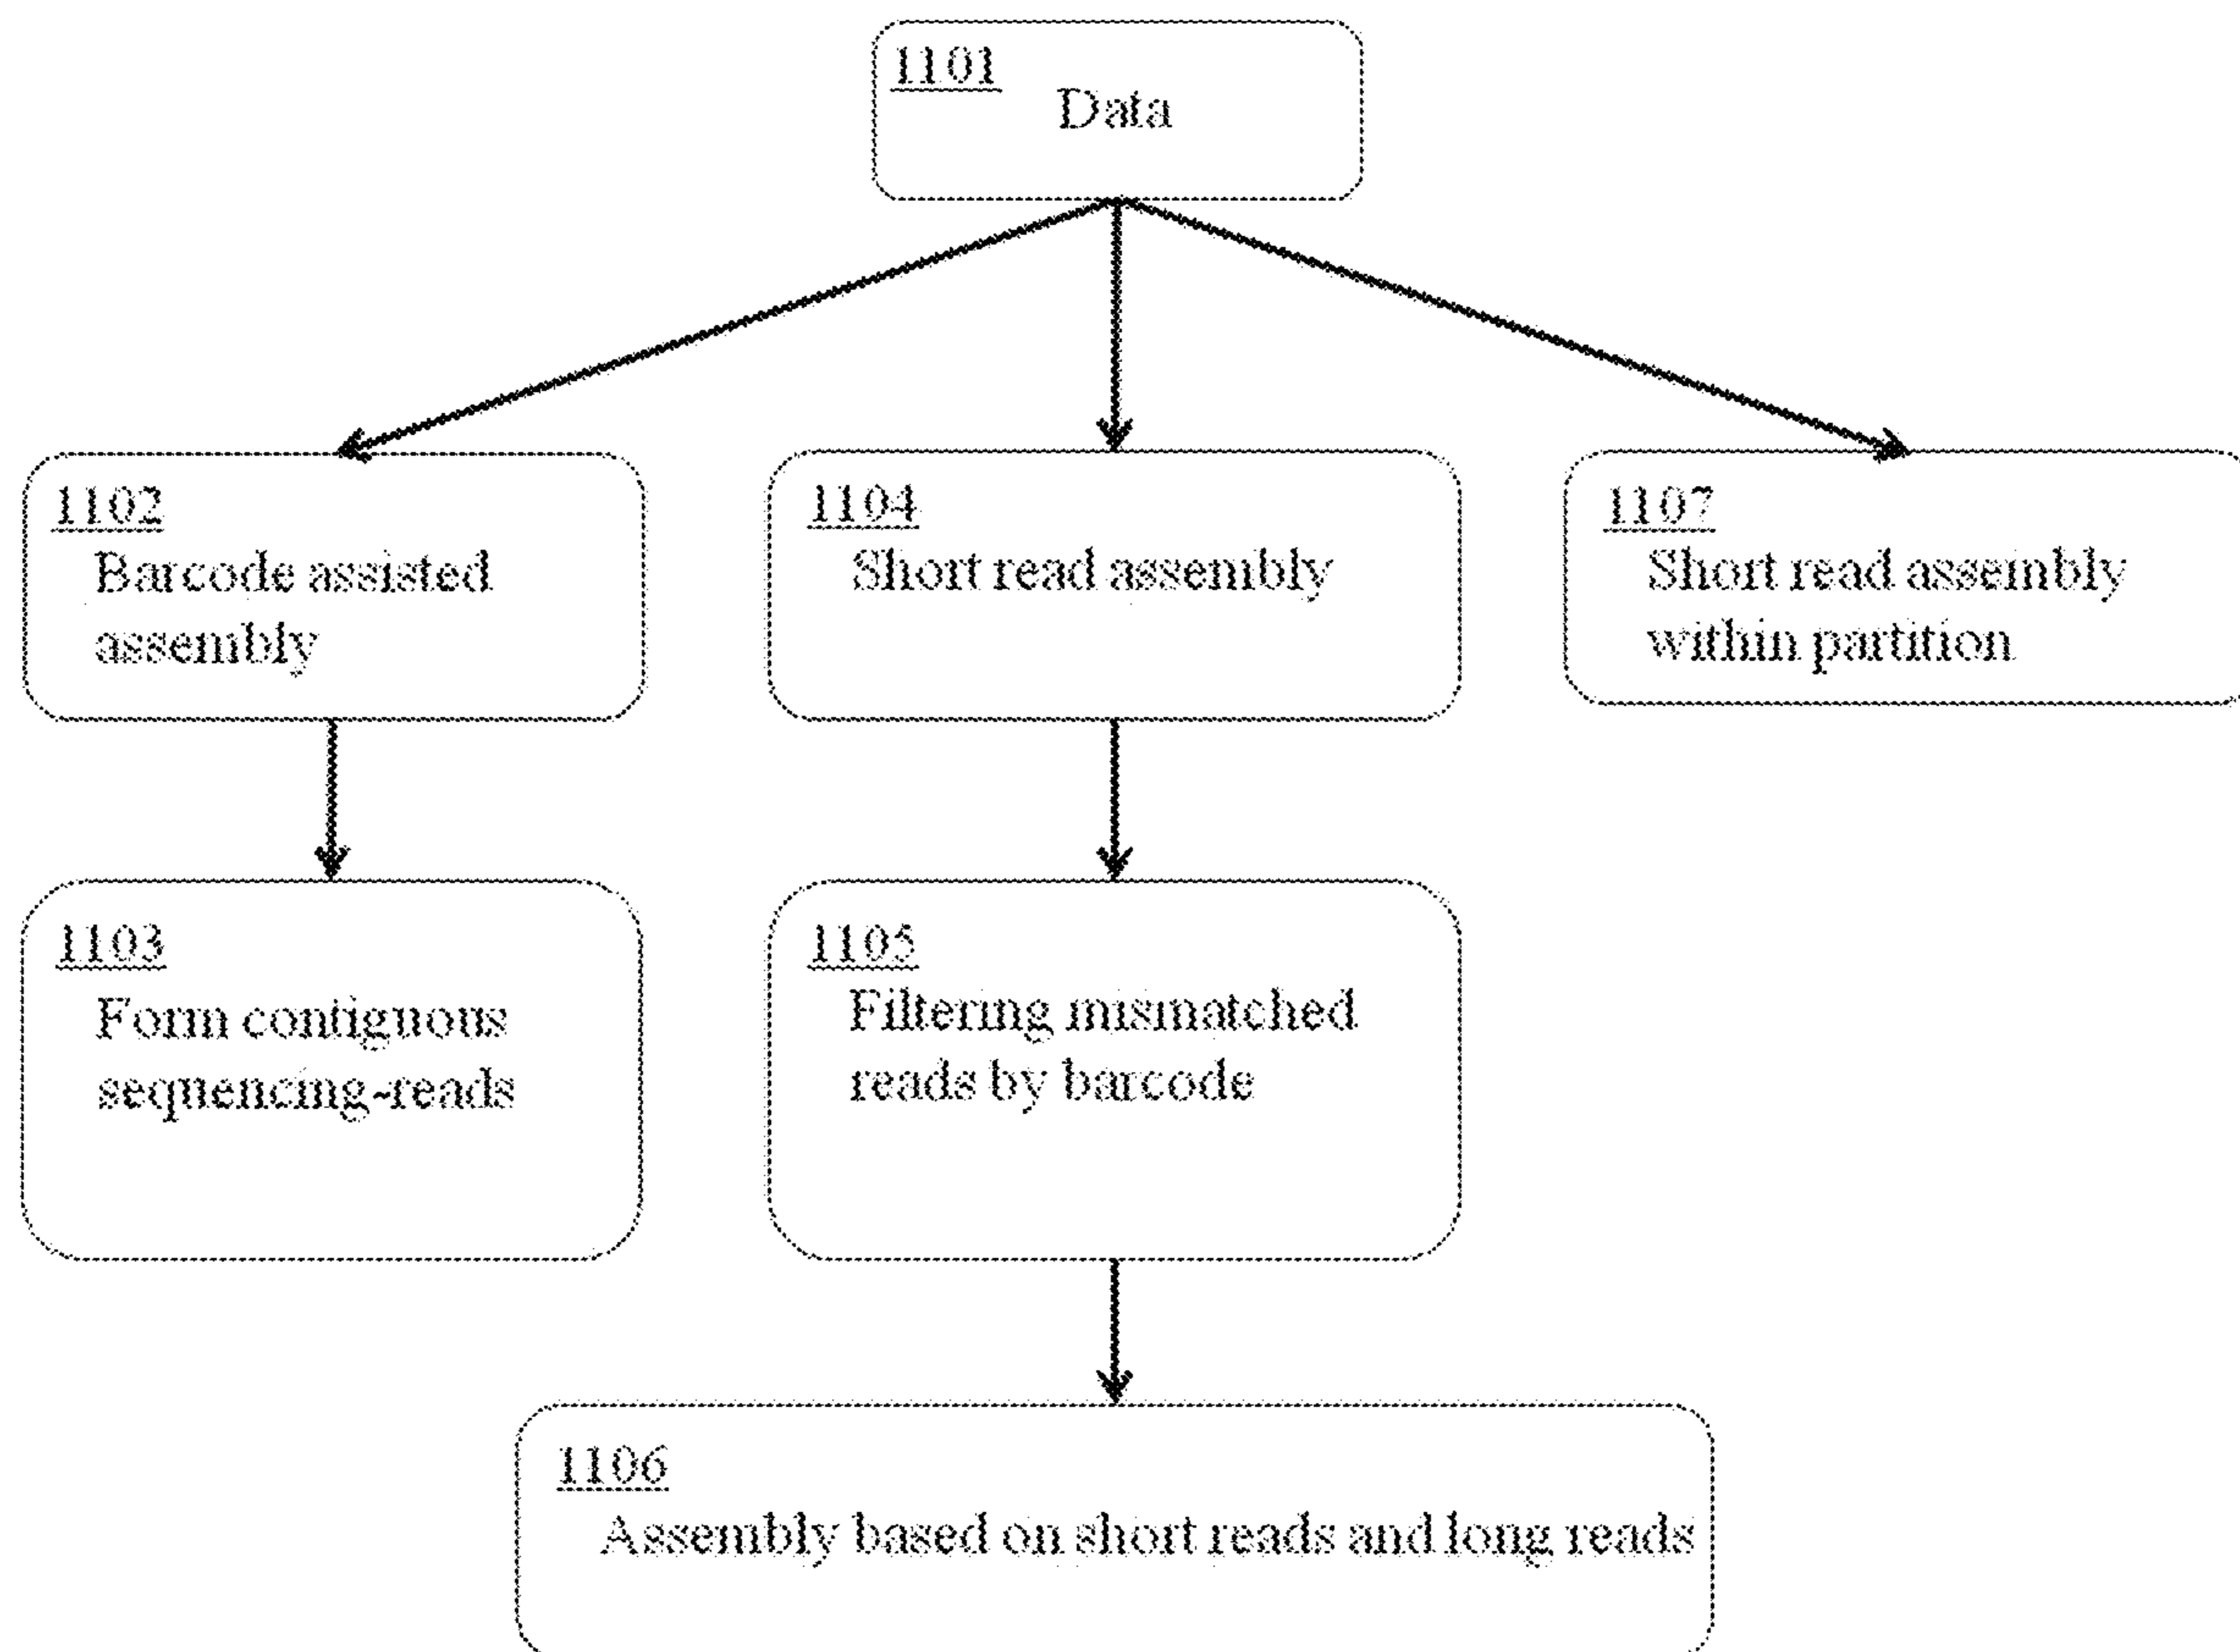 1101
Data
1102
Barcode assisted
assembly
1104
Short read assembly
1107
Short read assembly
within partition
1103
Form contiguous
sequencing-reads
1105
Filtering mismatched
reads by barcode
1106
Assembly based on short reads and long reads